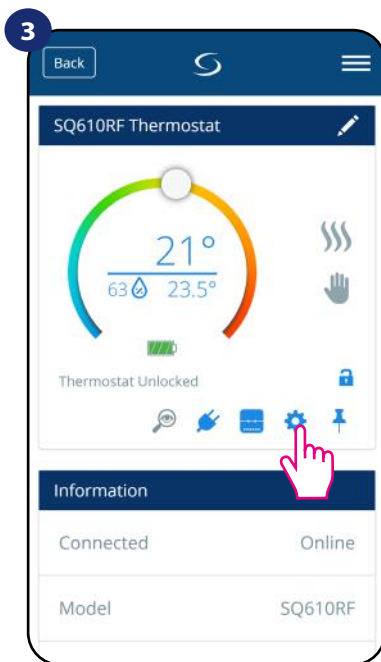 3
Back
SQ610RF Thermostat
21°
63 23.5°
Thermostat Unlocked
Information
Connected Online
Model SQ610RF